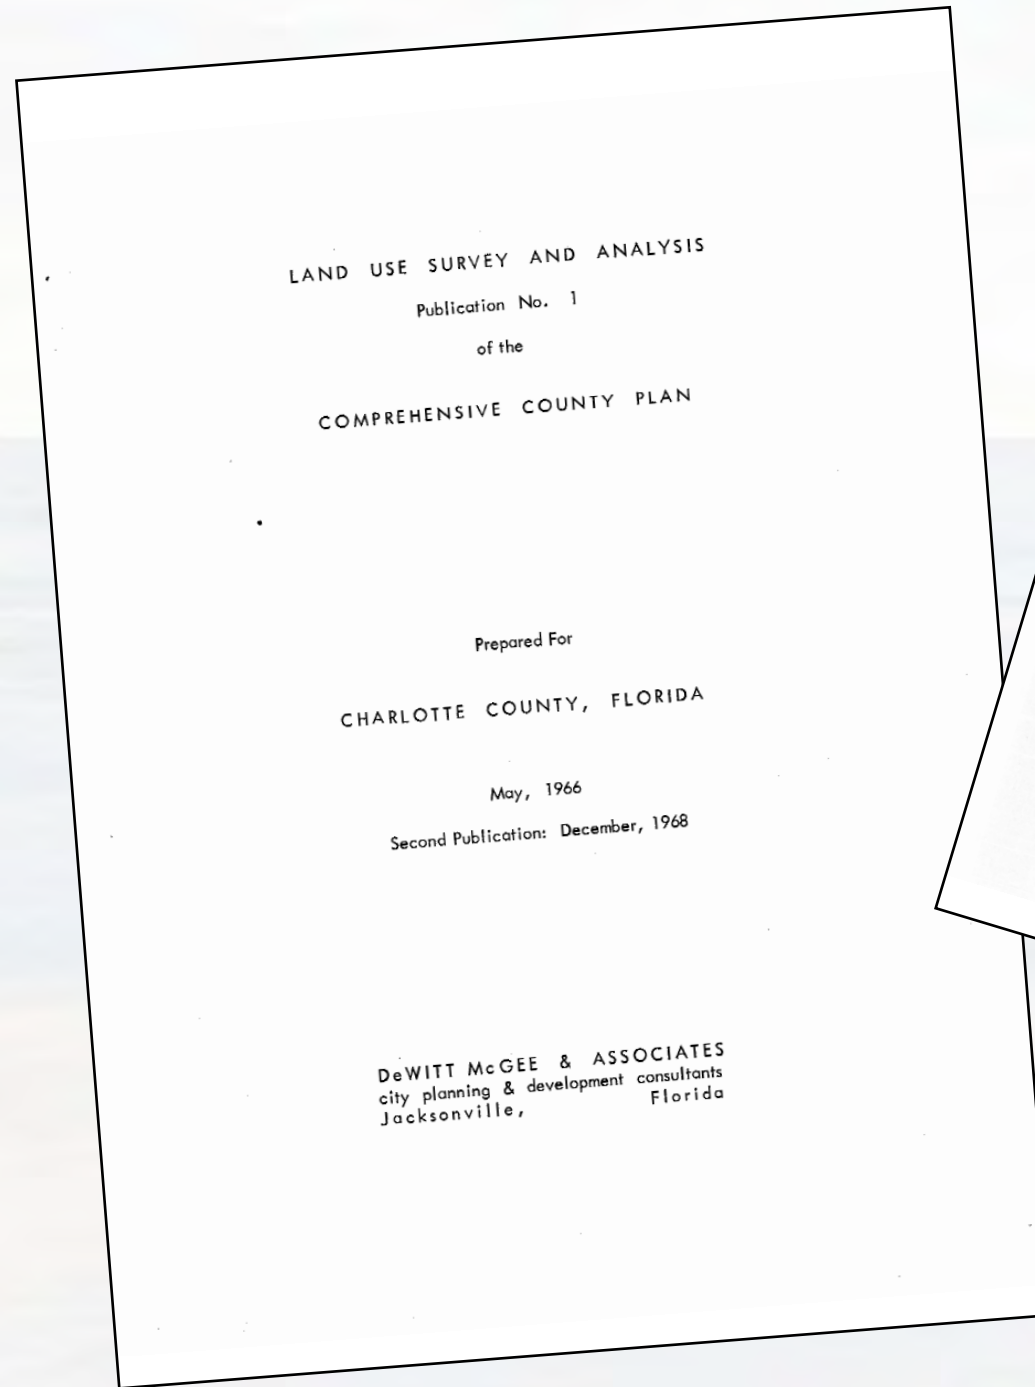 LAND USE SURVEY AND ANALYSIS
Publication No. 1
of the
COMPREHENSIVE COUNTY PLAN
Prepared For
CHARLOTTE COUNTY, FLORIDA
May, 1966
Second Publication: December, 1968
DeWITT McGEE & ASSOCIATES
city planning & development consultants
Jacksonville, Florida